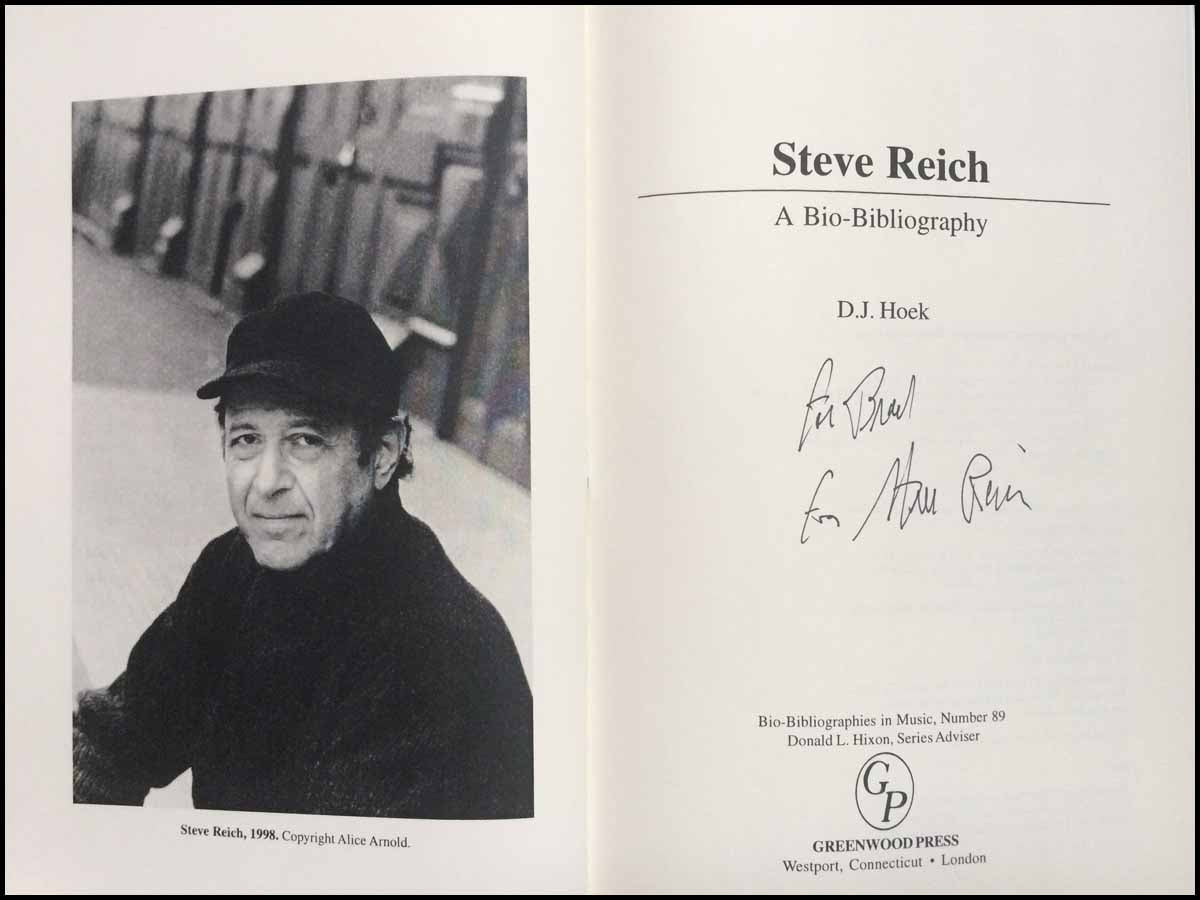 Steve Reich, 1998. Copyright Alice Arnold.
Steve Reich
A Bio-Bibliography
D.J. Hoek
for Brad
from Steve Reich
Bio-Bibliographies in Music, Number 89
Donald L. Hixon, Series Adviser
GP
GREENWOOD PRESS
Westport, Connecticut • London